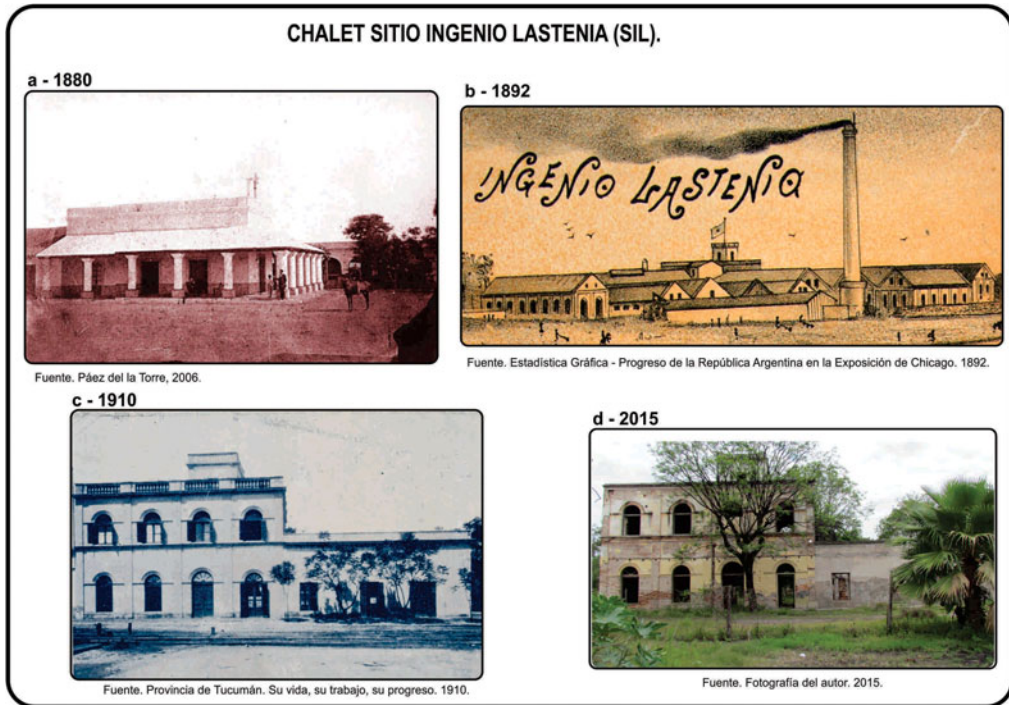 CHALET SITIO INGENIO LASTENIA (SIL).
a - 1880
Fuente. Páez del la Torre, 2006.
b - 1892
INGENIO LASTENIA
Fuente. Estadística Gráfica - Progreso de la República Argentina en la Exposición de Chicago. 1892.
c - 1910
Fuente. Provincia de Tucumán. Su vida, su trabajo, su progreso. 1910.
d - 2015
Fuente. Fotografía del autor. 2015.